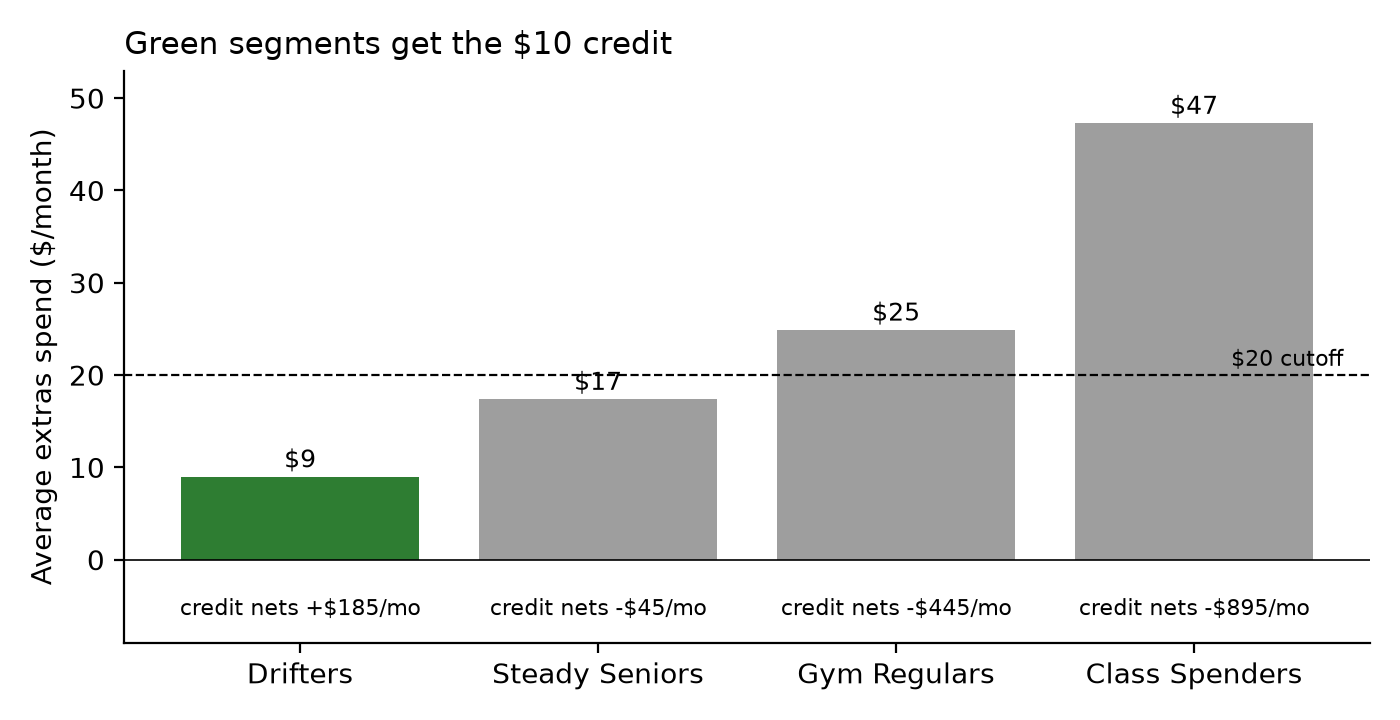 Green segments get the $10 credit
Average extras spend ($/month)
50
40
30
20
10
0
$9
$17
$25
$47
$20 cutoff
credit nets +$185/mo
credit nets -$45/mo
credit nets -$445/mo
credit nets -$895/mo
Drifters
Steady Seniors
Gym Regulars
Class Spenders